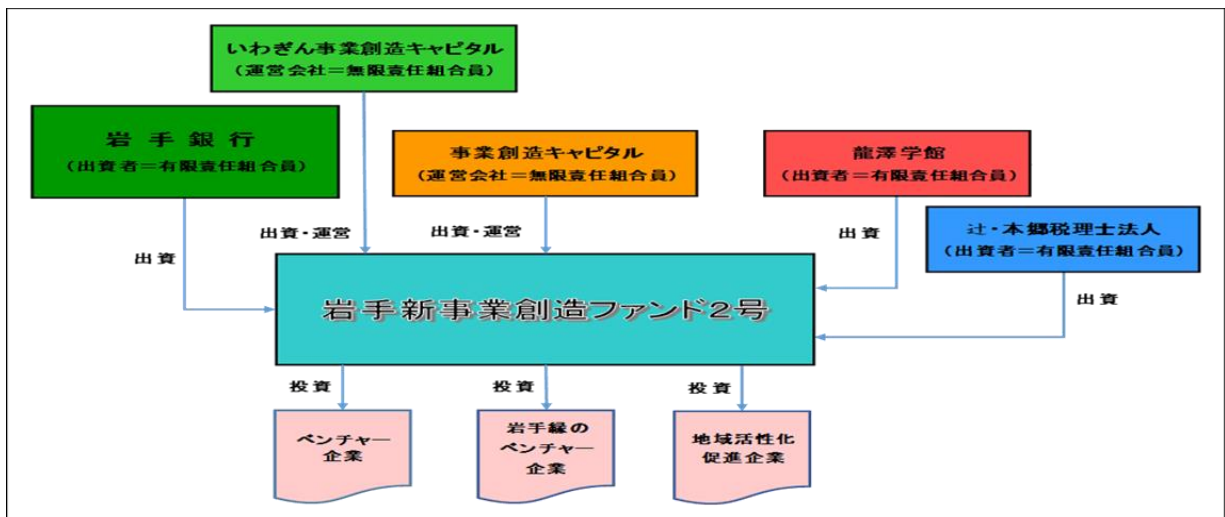 いわぎん事業創造キャピタル
（運営会社＝無限責任組合員）
岩手銀行
（出資者＝有限責任組合員）
事業創造キャピタル
（運営会社＝無限責任組合員）
龍澤学館
（出資者＝有限責任組合員）
辻・本郷税理士法人
（出資者＝有限責任組合員）
出資
出資・運営
出資・運営
出資
出資
岩手新事業創造ファンド2号
投資
投資
投資
ベンチャー
企業
岩手縁の
ベンチャー
企業
地域活性化
促進企業